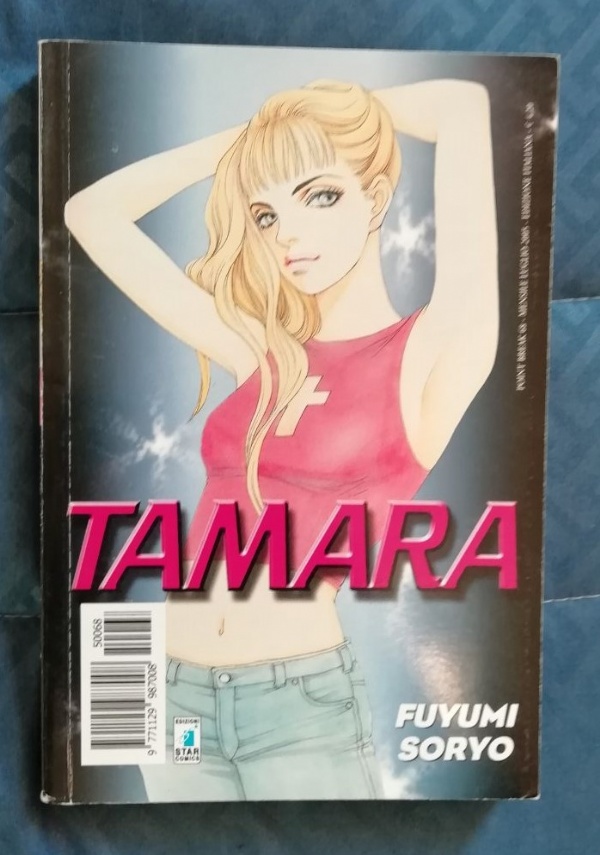 POINT BREAK 68 - MENSILE LUGLIO 2005 - EDIZIONE ITALIANA - € 4,20
TAMARA
50068
9 771129 987008
EDIZIONI
STAR
COMICS
FUYUMI
SORYO